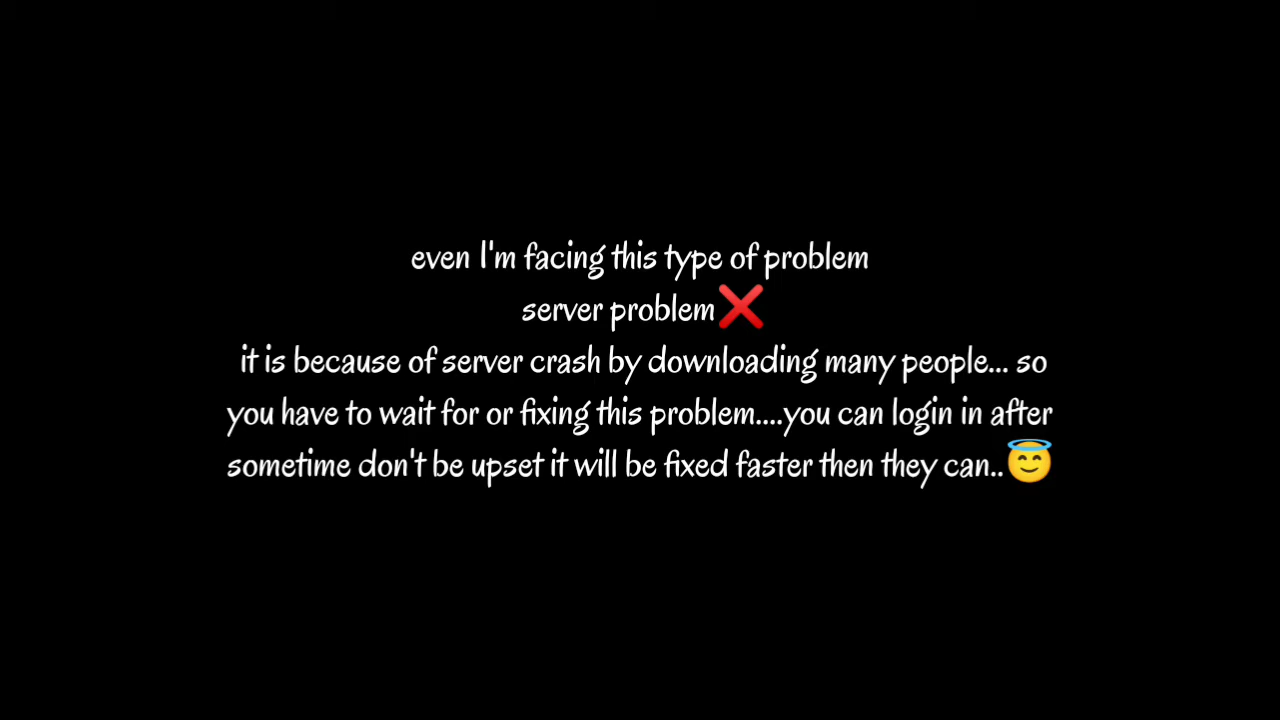 even I'm facing this type of problem
server problem❌
it is because of server crash by downloading many people... so
you have to wait for or fixing this problem....you can login in after
sometime don't be upset it will be fixed faster then they can..😇